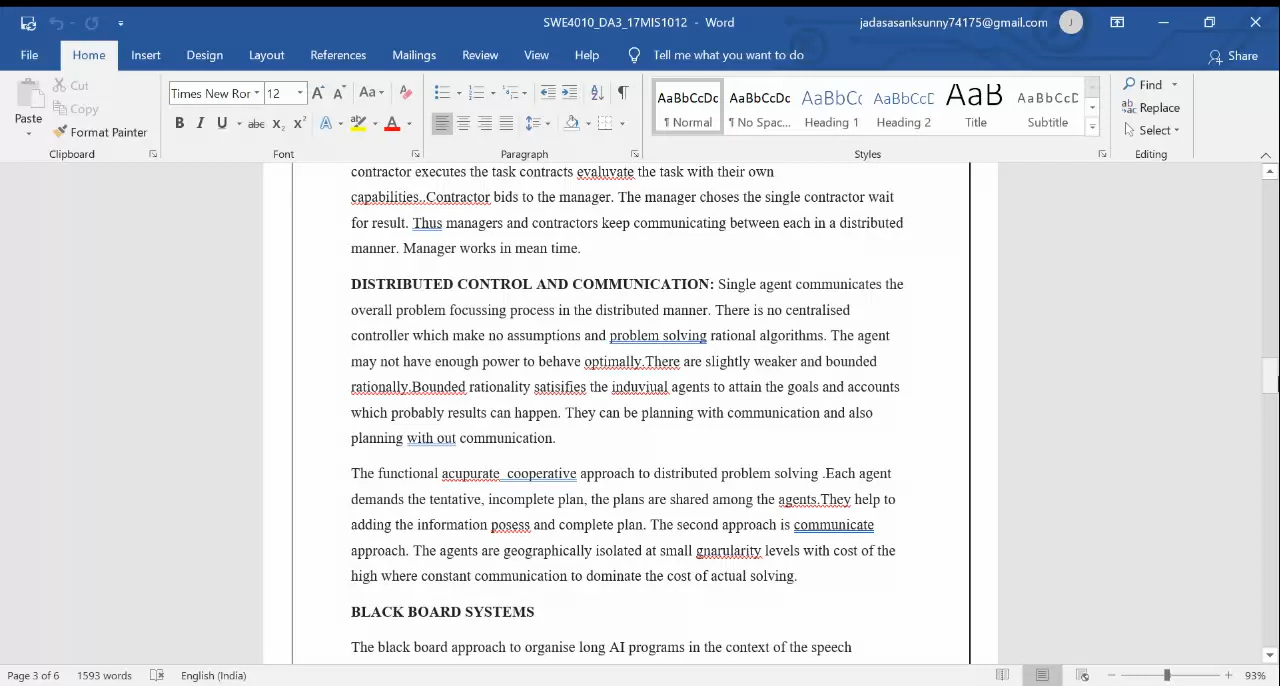 SWE4010_DA3_17MIS1012 - Word
jadasasanksunny74175@gmail.com
J
File Home Insert Design Layout References Mailings Review View Help Tell me what you want to do Share
Paste
Cut
Copy
Format Painter
Clipboard
Times New Ror 12
Aa
B I U abc X2 X2 A A
Font
Paragraph
AaBbCcDc AaBbCcDc AaBbCc AaBbCcD AaB AaBbCcD
¶ Normal ¶ No Spac... Heading 1 Heading 2 Title Subtitle
Styles
Find
Replace
Select
Editing
contractor executes the task contracts evaluvate the task with their own
capabilities..Contractor bids to the manager. The manager choses the single contractor wait
for result. Thus managers and contractors keep communicating between each in a distributed
manner. Manager works in mean time.
DISTRIBUTED CONTROL AND COMMUNICATION: Single agent communicates the
overall problem focussing process in the distributed manner. There is no centralised
controller which make no assumptions and problem solving rational algorithms. The agent
may not have enough power to behave optimally.There are slightly weaker and bounded
rationally.Bounded rationality satisifies the induviual agents to attain the goals and accounts
which probably results can happen. They can be planning with communication and also
planning with out communication.
The functional acupurate cooperative approach to distributed problem solving .Each agent
demands the tentative, incomplete plan, the plans are shared among the agents.They help to
adding the information posess and complete plan. The second approach is communicate
approach. The agents are geographically isolated at small gnarularity levels with cost of the
high where constant communication to dominate the cost of actual solving.
BLACK BOARD SYSTEMS
The black board approach to organise long AI programs in the context of the speech
Page 3 of 6 1593 words English (India) 93%